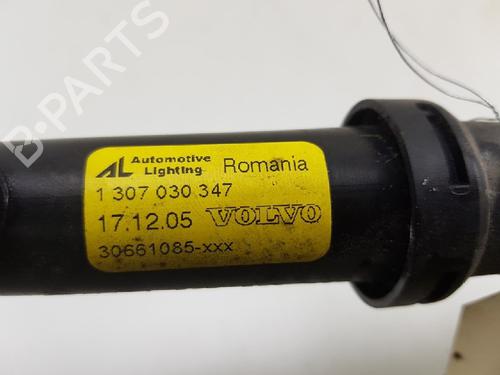 B-PARTS
AL Automotive Lighting Romania
1 307 030 347
17.12.05 VOLVO
30661085-xxx